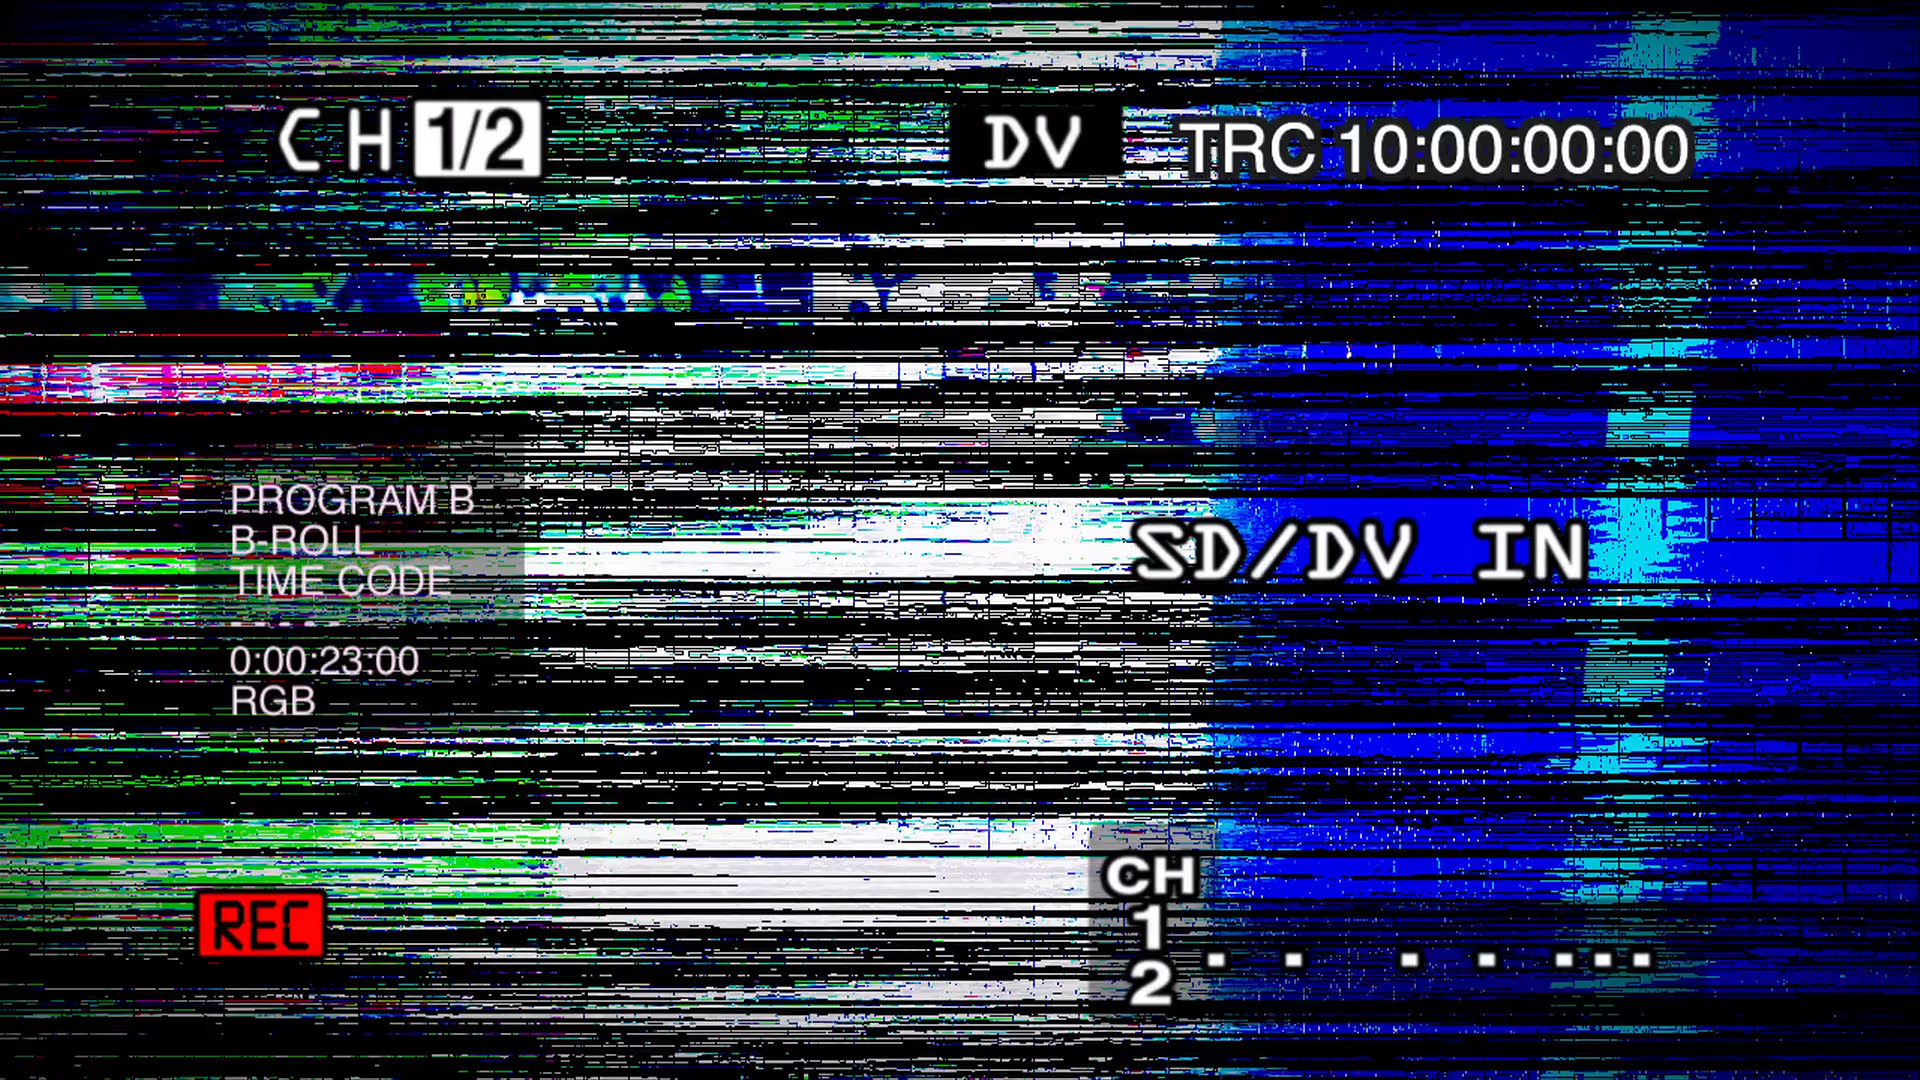 CH 1/2
DV
TRC 10:00:00:00
PROGRAM B
B-ROLL
TIME CODE
0:00:23:00
RGB
SD/DV IN
REC
CH
1
2